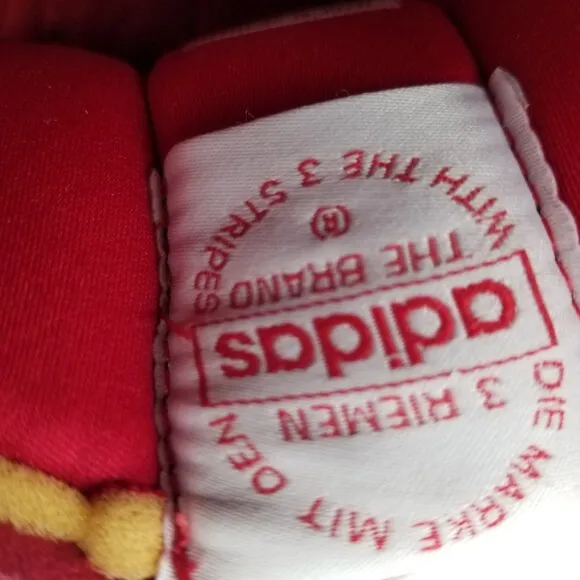 DIE MARKE MIT DEN
3 RIEMEN
adidas
THE BRAND
WITH THE 3 STRIPES
(R)